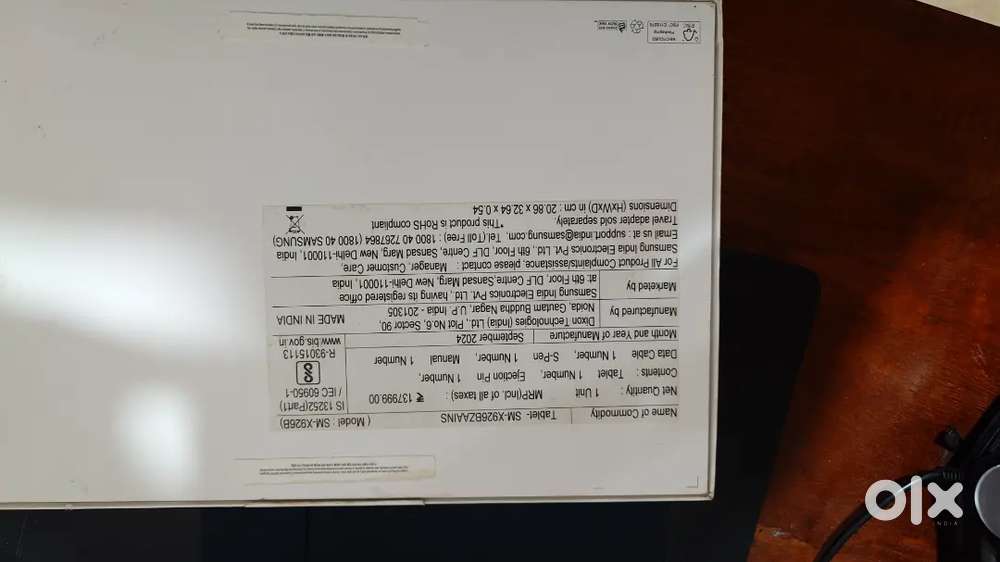 Name of Commodity Tablet- SM-X926BZAAINS ( Model : SM-X926B)
Net Quantity : 1 Unit MRP(Incl. of all taxes) : ₹ 137999.00
Contents : Tablet 1 Number, Ejection Pin 1 Number,
Data Cable 1 Number, S-Pen 1 Number, Manual 1 Number
IS 13252(Part1)
/ IEC 60950-1
R-93015113
www.bis.gov.in
Month and Year of Manufacture September 2024
Manufactured by Dixon Technologies (India) Ltd., Plot No.6, Sector 90,
Noida, Gautam Buddha Nagar, U.P. India - 201305
MADE IN INDIA
Marketed by Samsung India Electronics Pvt. Ltd., having its registered office
at 6th Floor, DLF Centre,Sansad Marg, New Delhi-110001, India
For All Product Complaints/assistance, please contact : Manager, Customer Care,
Samsung India Electronics Pvt. Ltd., 6th Floor, DLF Centre, Sansad Marg, New Delhi-110001, India
Email us at : support.india@samsung.com, Tel.(Toll Free) : 1800 40 7267864 (1800 40 SAMSUNG)
Travel adapter sold separately. *This product is RoHS compliant
Dimensions (HxWxD) in cm : 20.86 x 32.64 x 0.54
olx
INDIA